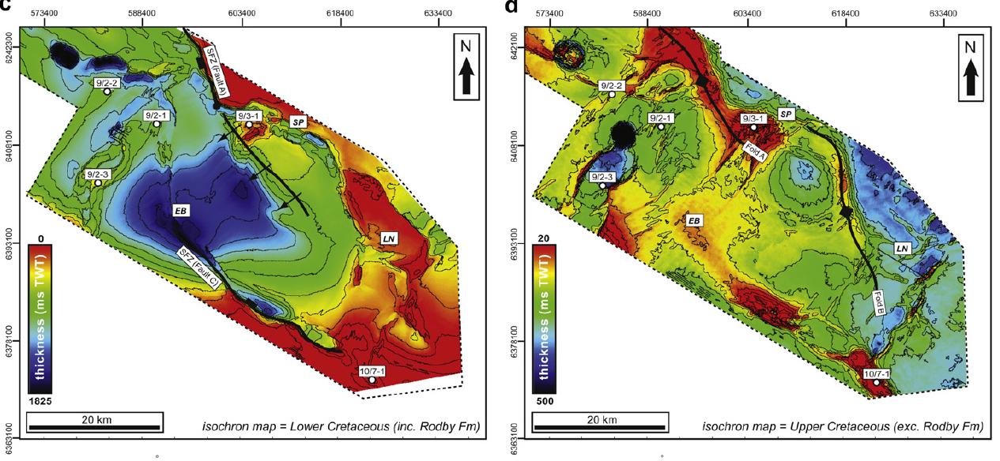 c
573400 588400 603400 618400 633400
6242300
6408100
6393100
6378100
6363100
N
SFZ (Fault A)
9/2-2
9/2-1
9/3-1
SP
9/2-3
EB
LN
SFZ (Fault C)
0
thickness (ms TWT)
1825
10/7-1
20 km
isochron map = Lower Cretaceous (inc. Rodby Fm)
d
573400 588400 603400 618400 633400
642100
6408100
6393100
6378100
6363100
N
9/2-2
9/2-1
9/3-1
SP
Fold A
9/2-3
EB
LN
20
thickness (ms TWT)
500
Fold B
10/7-1
20 km
isochron map = Upper Cretaceous (exc. Rodby Fm)